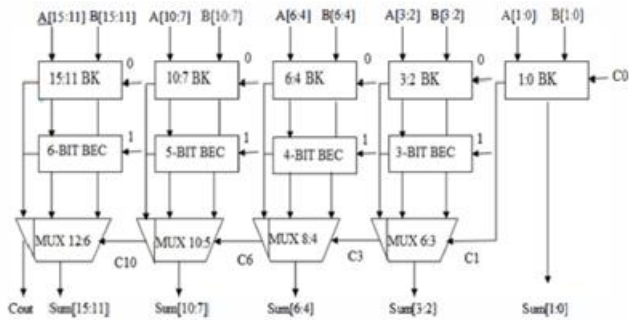 A[15:11] B[15:11] A[10:7] B[10:7] A[6:4] B[6:4] A[3:2] B[3:2] A[1:0] B[1:0]
0 0 0 0
15:11 BK 10:7 BK 6:4 BK 3:2 BK 1:0 BK C0
1 1 1 1
6-BIT BEC 5-BIT BEC 4-BIT BEC 3-BIT BEC
MUX 12:6 MUX 10:5 MUX 8:4 MUX 6:3
C10 C6 C3 C1
Cout Sum[15:11] Sum[10:7] Sum[6:4] Sum[3:2] Sum[1:0]